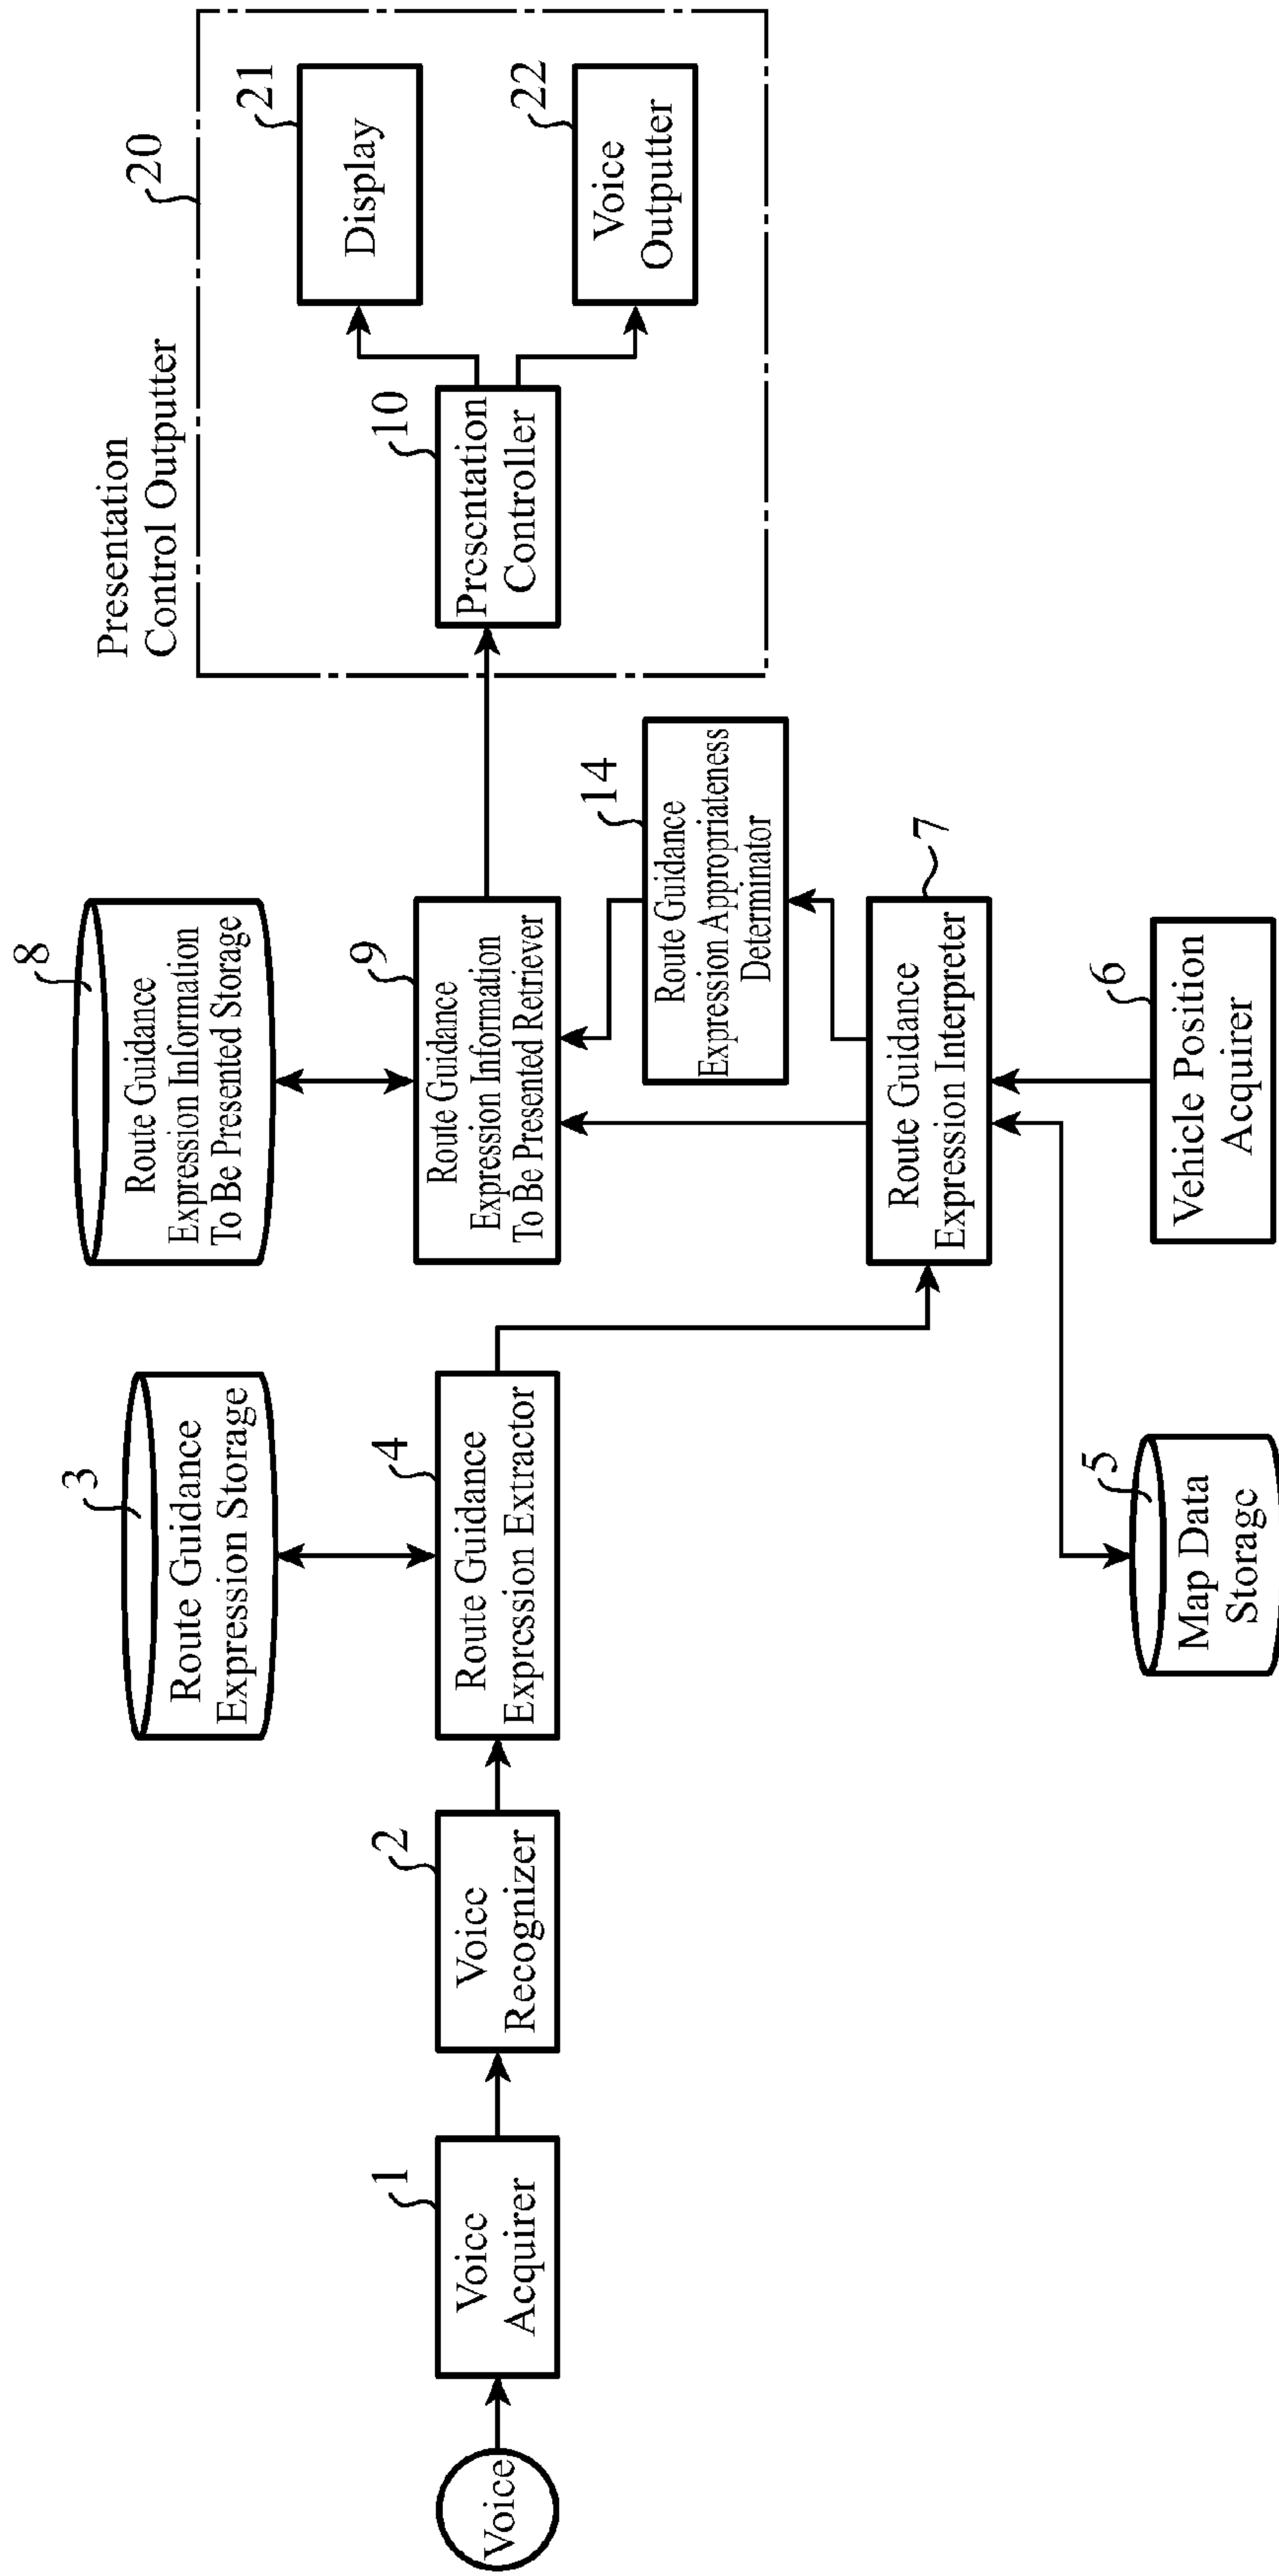 Voice
1
Voice
Acquirer
2
Voice
Recognizer
3
Route Guidance
Expression Storage
4
Route Guidance
Expression Extractor
5
Map Data
Storage
8
Route Guidance
Expression Information
To Be Presented Storage
9
Route Guidance
Expression Information
To Be Presented Retriever
14
Route Guidance
Expression Appropriateness
Determinator
7
Route Guidance
Expression Interpreter
6
Vehicle Position
Acquirer
Presentation
Control Outputter
20
10
Presentation
Controller
21
Display
22
Voice
Outputter